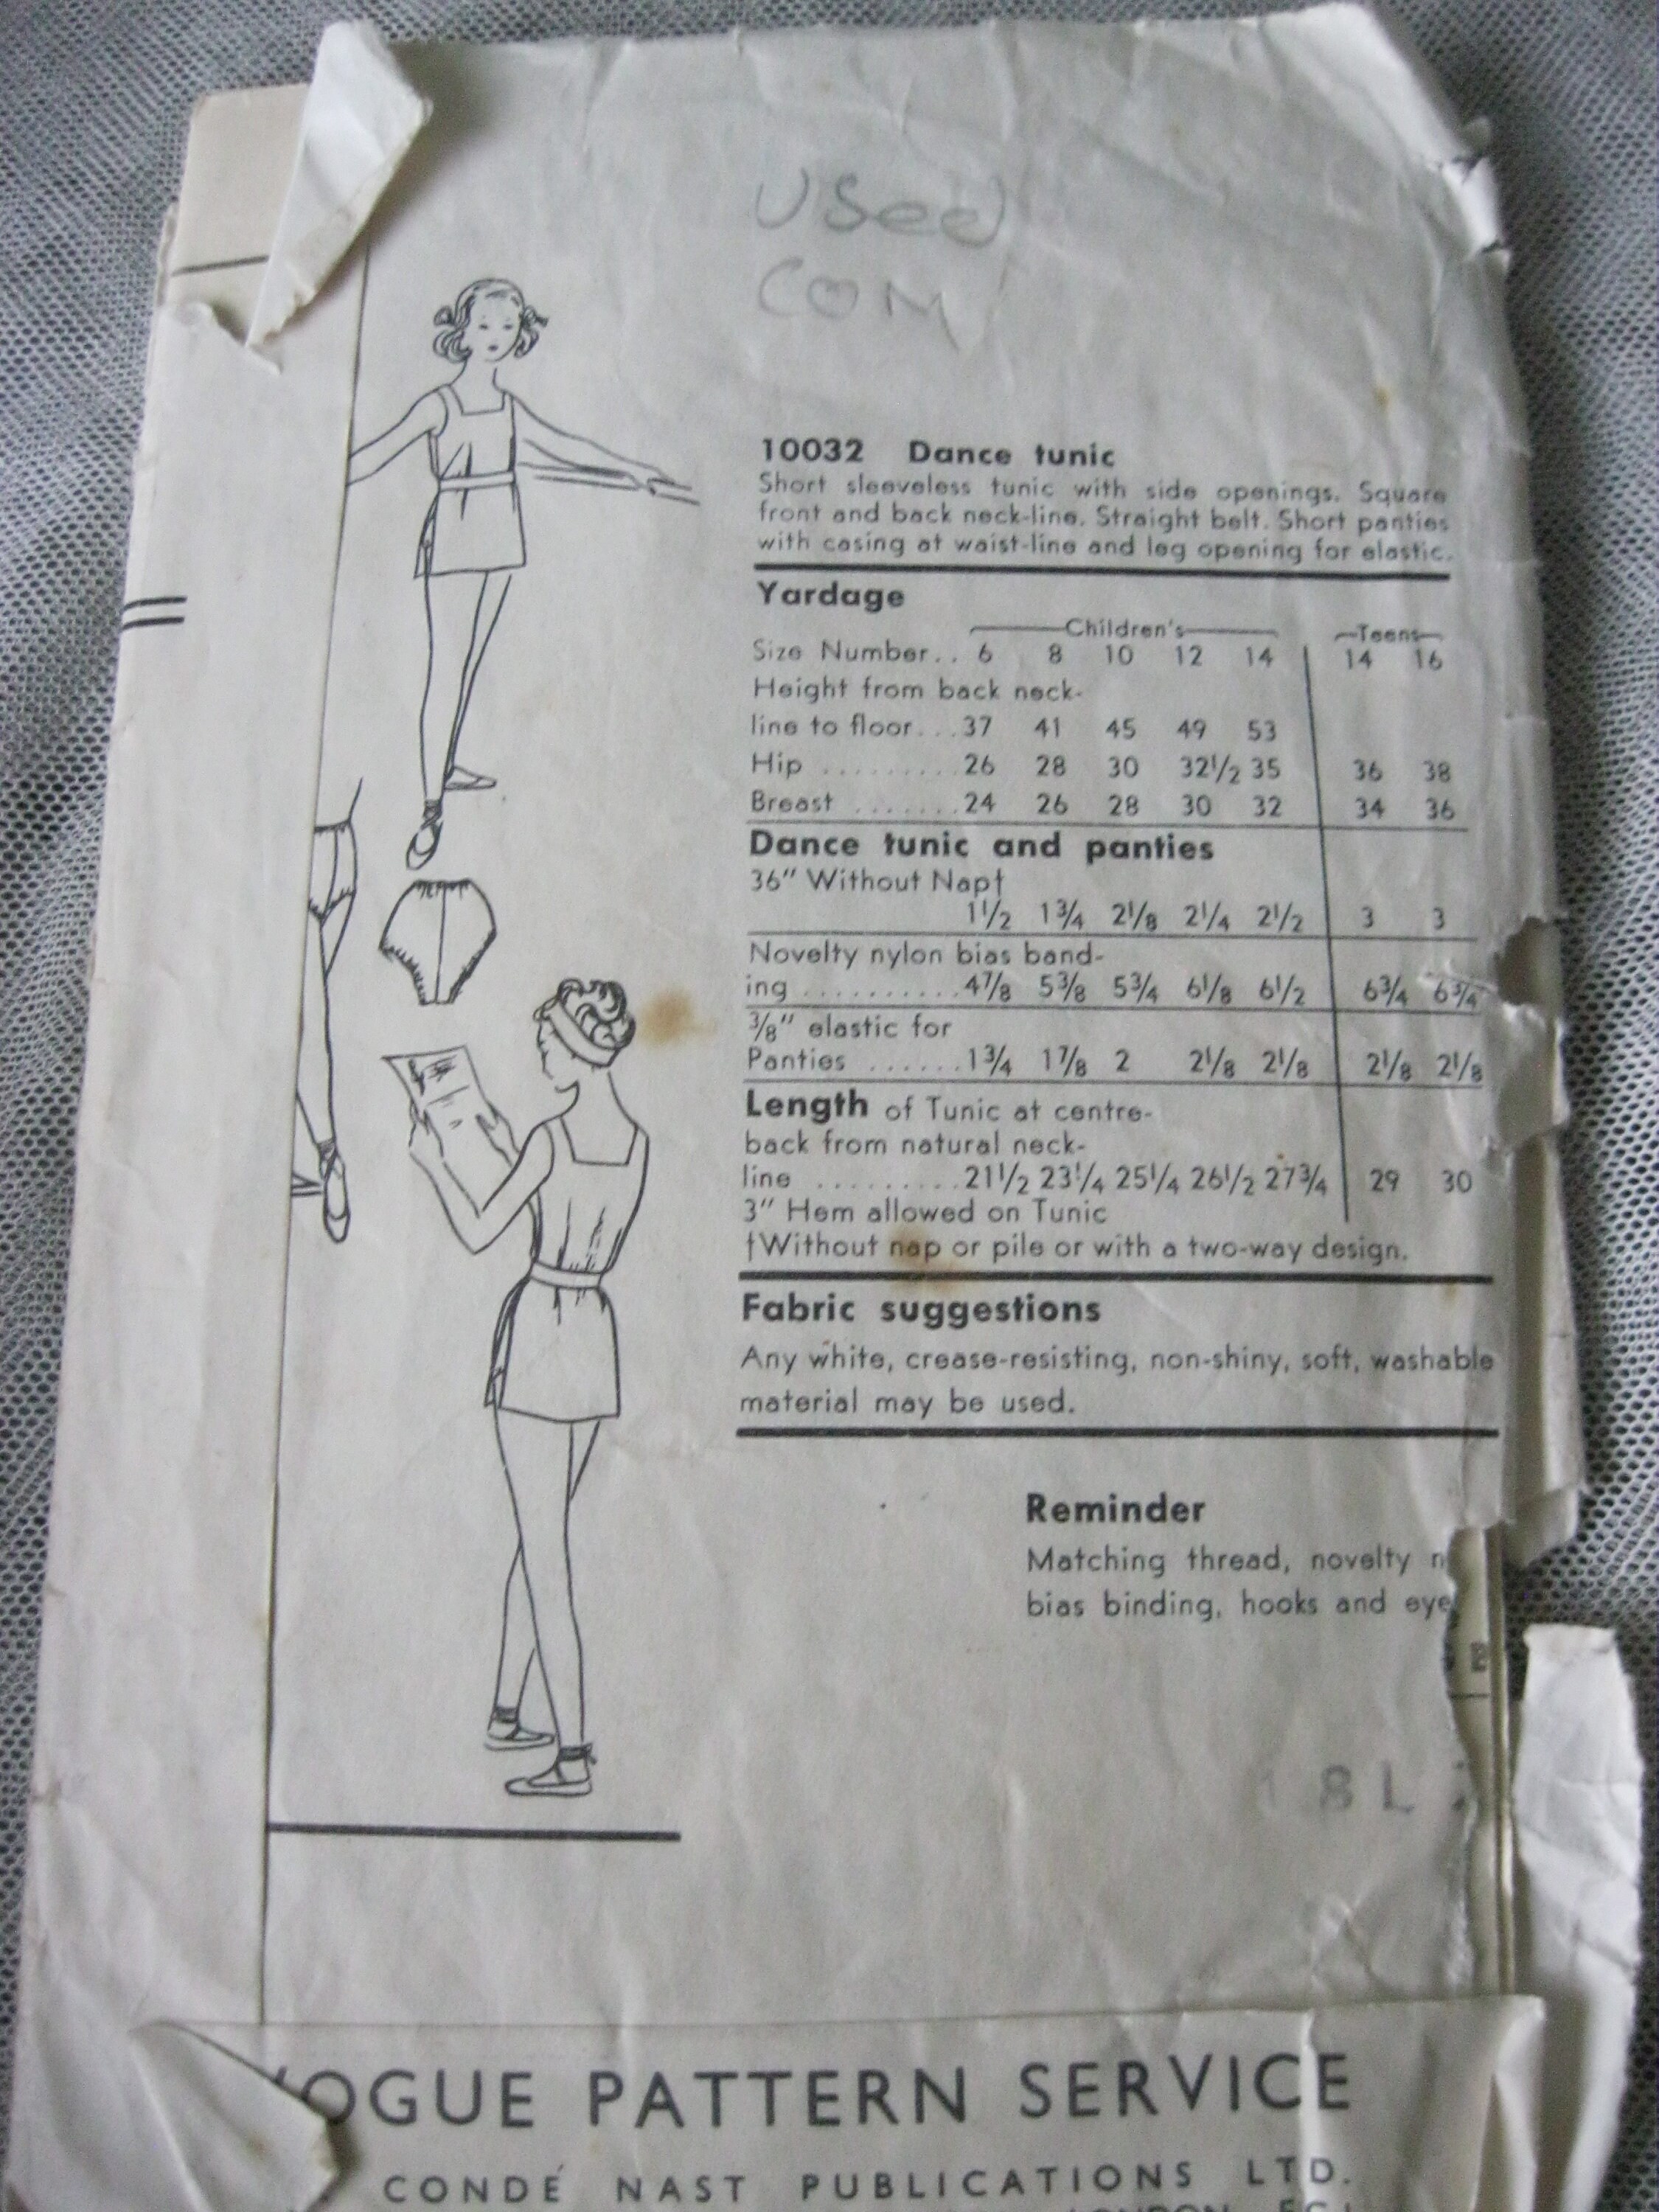 Used
COM
10032 Dance tunic
Short sleeveless tunic with side openings. Square
front and back neck-line. Straight belt. Short panties
with casing at waist-line and leg opening for elastic.
Yardage
Children's Teens
Size Number.. 6 8 10 12 14 14 16
Height from back neck-
line to floor...37 41 45 49 53
Hip .........26 28 30 32½ 35 36 38
Breast .......24 26 28 30 32 34 36
Dance tunic and panties
36" Without Nap†
1½ 1¾ 2⅛ 2¼ 2½ 3 3
Novelty nylon bias band-
ing ..........4⅞ 5⅜ 5¾ 6⅛ 6½ 6¾ 6¾
⅜" elastic for
Panties ......1¾ 1⅞ 2 2⅛ 2⅛ 2⅛ 2⅛
Length of Tunic at centre-
back from natural neck-
line .........21½ 23¼ 25¼ 26½ 27¾ 29 30
3" Hem allowed on Tunic
†Without nap or pile or with a two-way design.
Fabric suggestions
Any white, crease-resisting, non-shiny, soft, washable
material may be used.
Reminder
Matching thread, novelty
bias binding, hooks and eye
8L
OGUE PATTERN SERVICE
CONDÉ NAST PUBLICATIONS LTD.